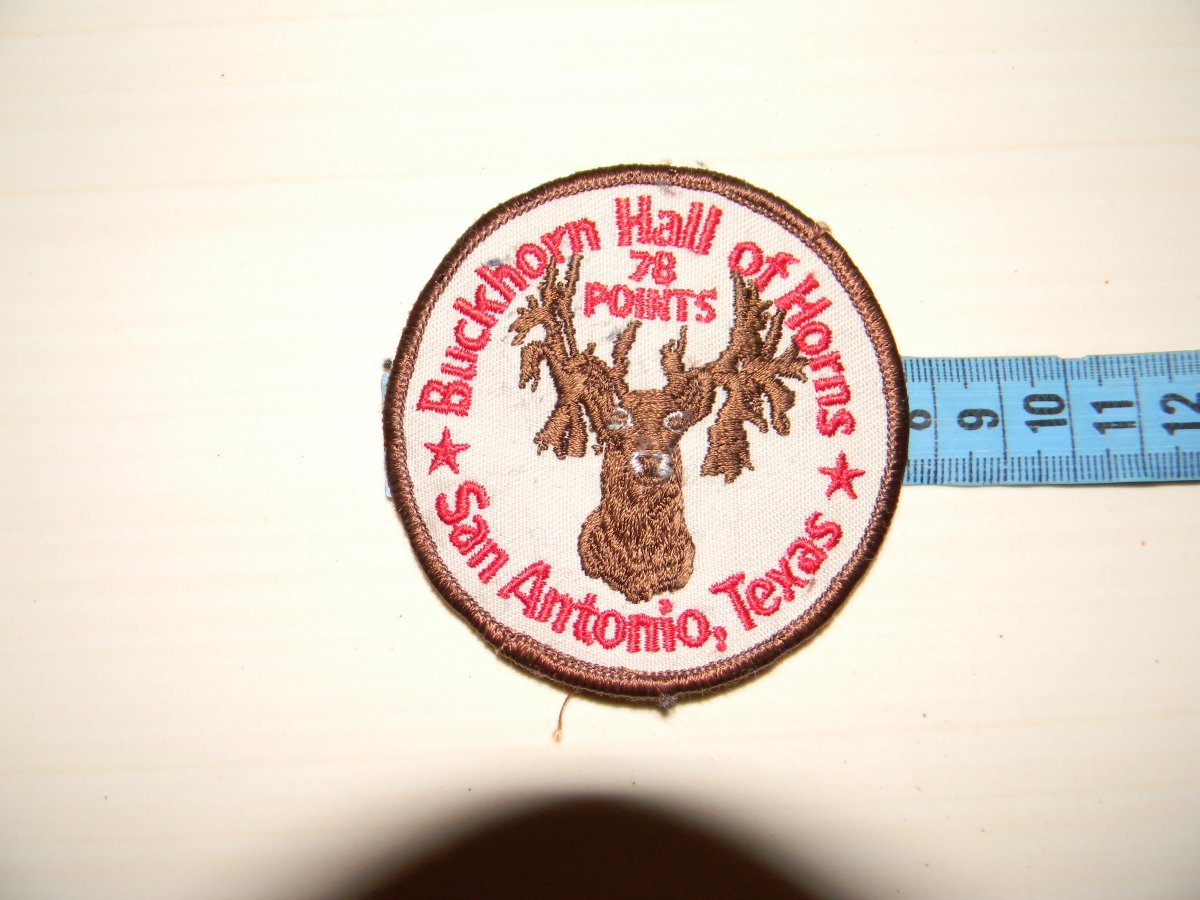 Buckhorn Hall of Horns
78
POINTS
San Antonio, Texas
9 10 11 12